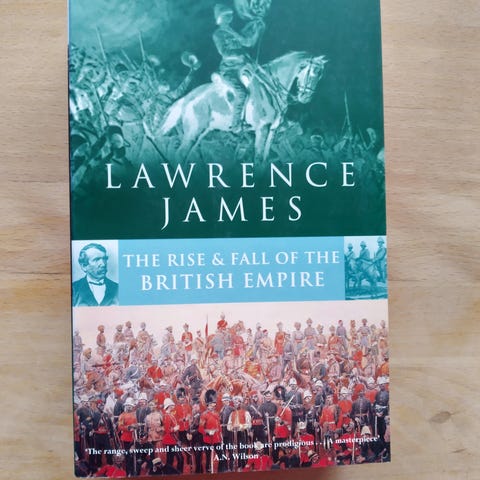 LAWRENCE
JAMES
THE RISE & FALL OF THE
BRITISH EMPIRE
'The range, sweep and sheer verve of the book are prodigious . . . A masterpiece'
A.N. Wilson